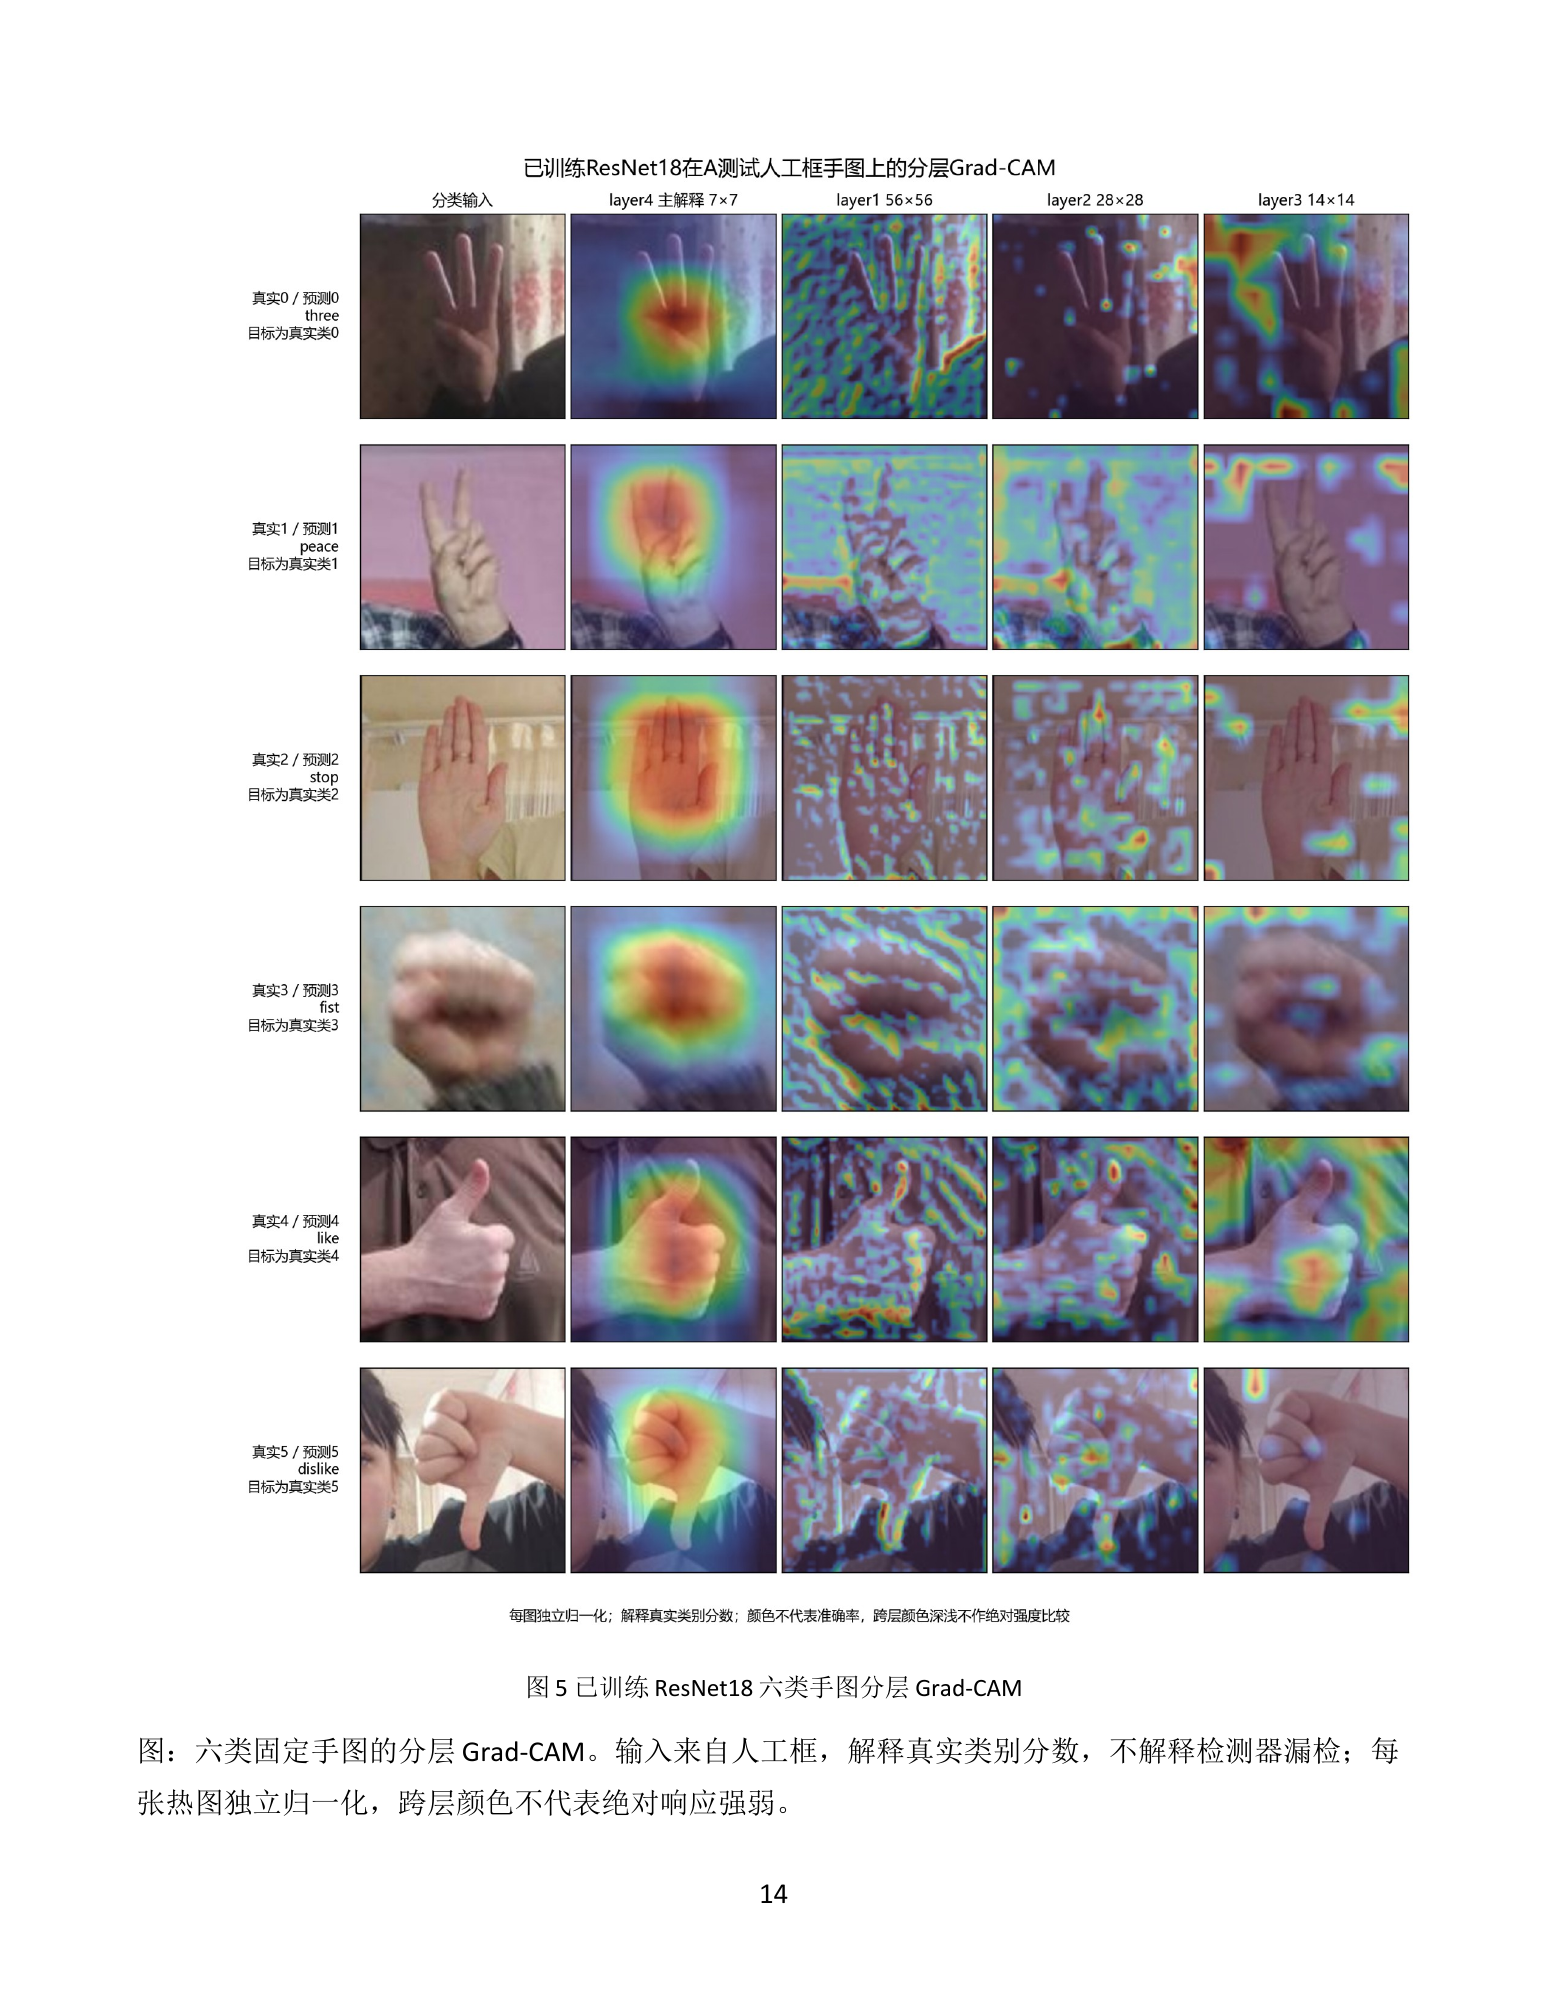 已训练ResNet18在A测试人工框手图上的分层Grad-CAM
分类输入 layer4 主解释 7×7 layer1 56×56 layer2 28×28 layer3 14×14
真实0 / 预测0
three
目标为真实类0
真实1 / 预测1
peace
目标为真实类1
真实2 / 预测2
stop
目标为真实类2
真实3 / 预测3
fist
目标为真实类3
真实4 / 预测4
like
目标为真实类4
真实5 / 预测5
dislike
目标为真实类5
每图独立归一化；解释真实类别分数；颜色不代表准确率，跨层颜色深浅不作绝对强度比较
图 5 已训练 ResNet18 六类手图分层 Grad-CAM
图：六类固定手图的分层 Grad-CAM。输入来自人工框，解释真实类别分数，不解释检测器漏检；每
张热图独立归一化，跨层颜色不代表绝对响应强弱。
14